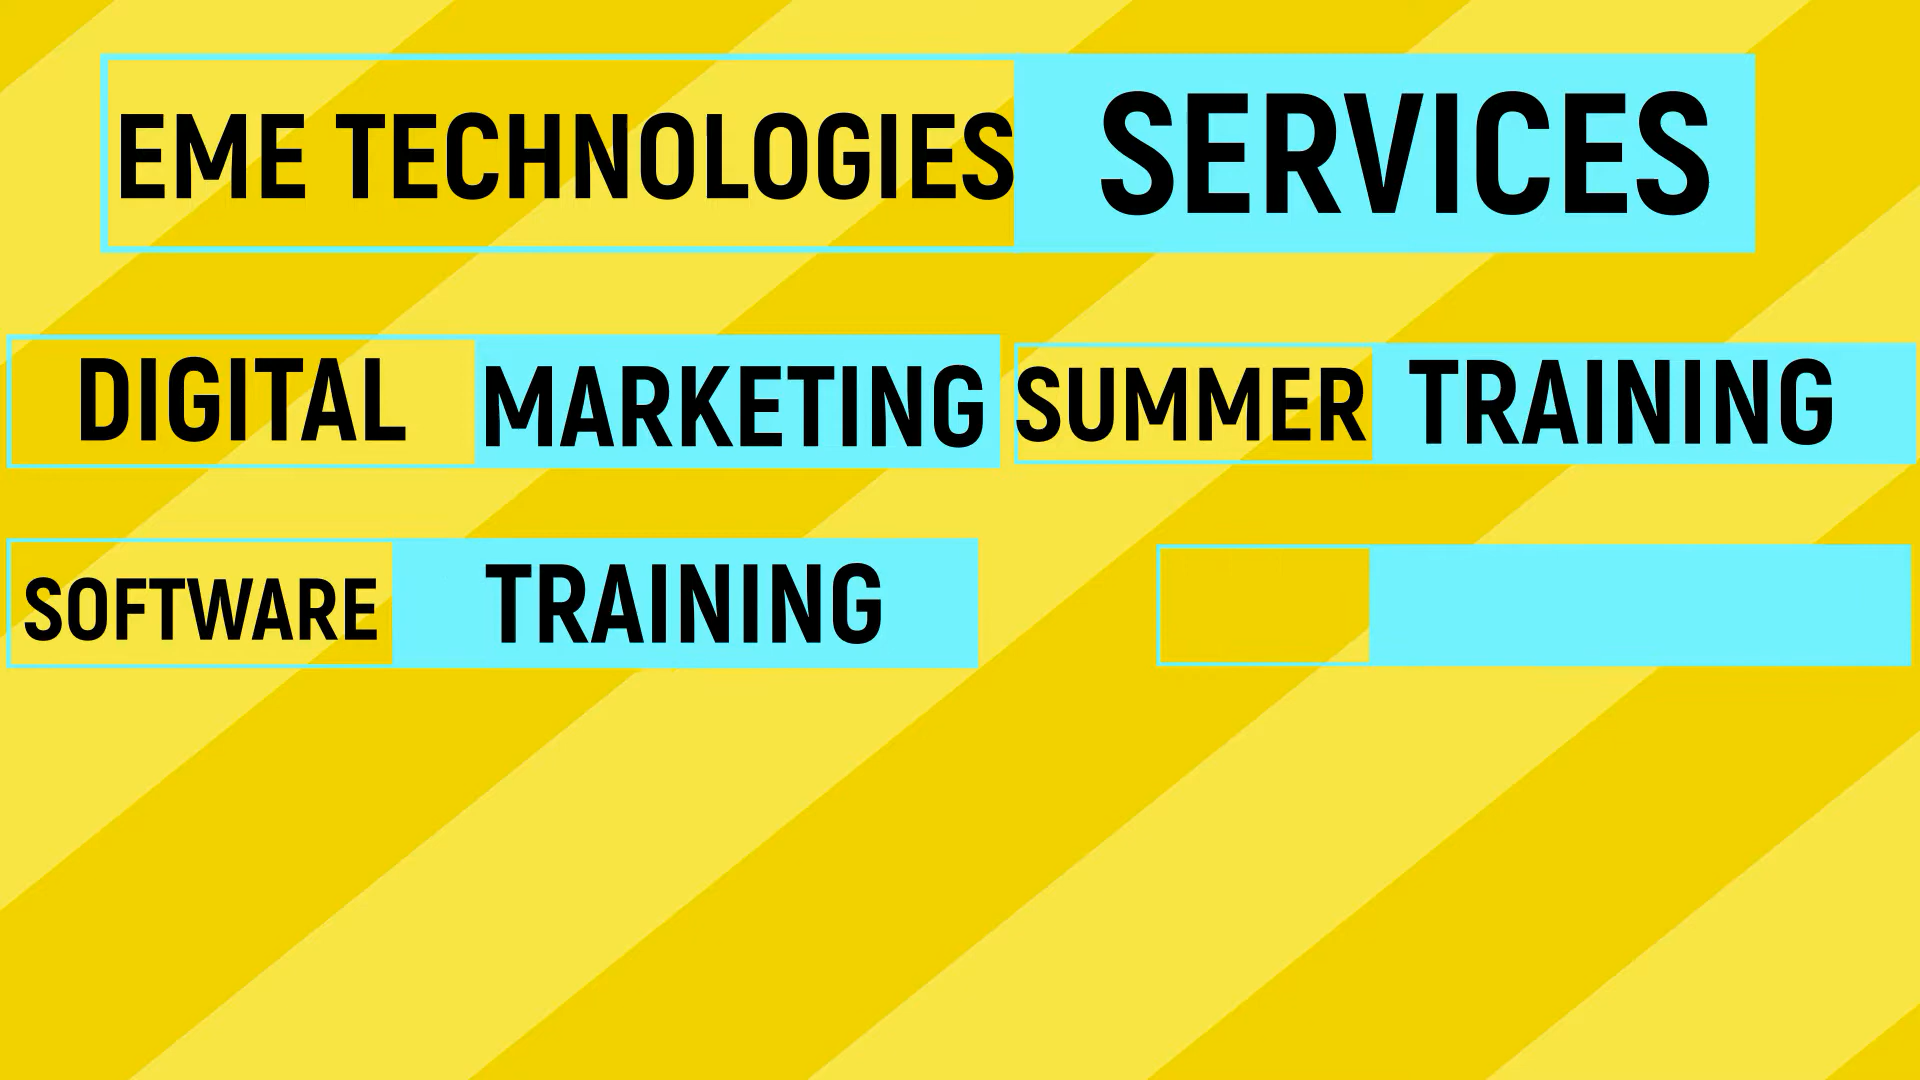 EME TECHNOLOGIES SERVICES
DIGITAL MARKETING
SUMMER TRAINING
SOFTWARE TRAINING